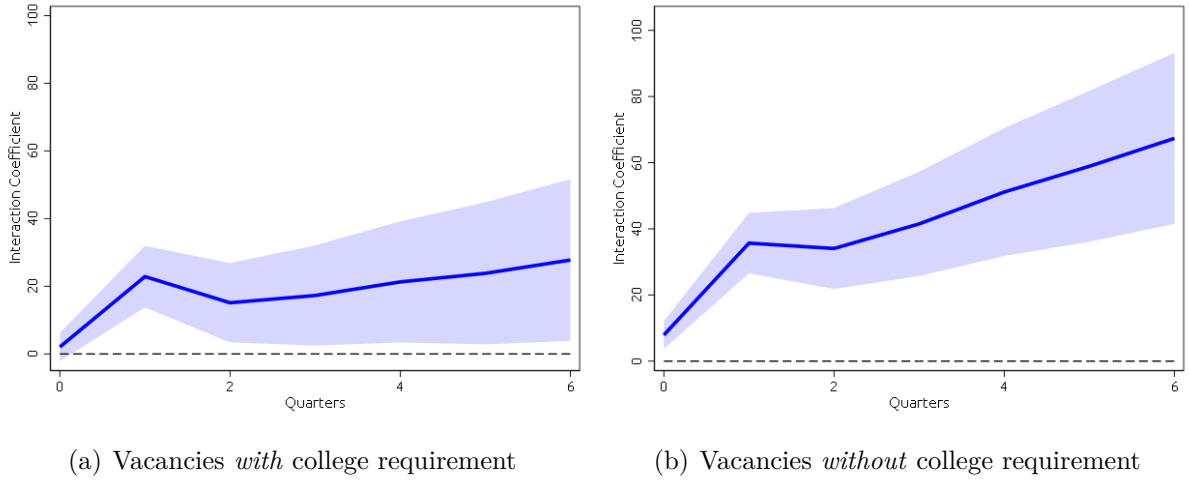 100
80
60
40
20
0
Interaction Coefficient
0 2 4 6
Quarters
(a) Vacancies with college requirement
100
80
60
40
20
0
Interaction Coefficient
0 2 4 6
Quarters
(b) Vacancies without college requirement